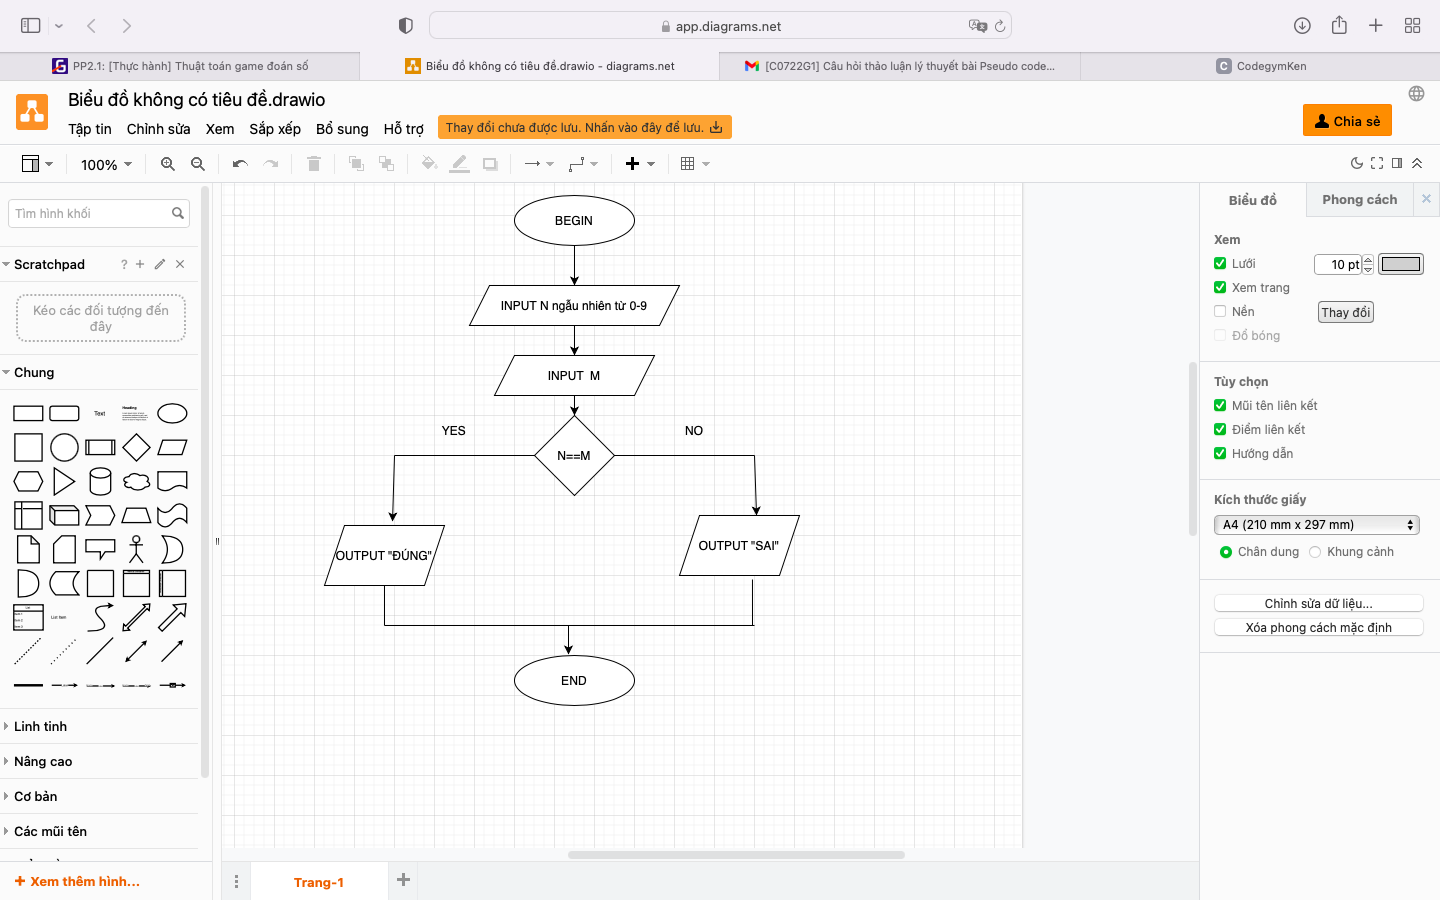 app.diagrams.net
PP2.1: [Thực hành] Thuật toán game đoán số
Biểu đồ không có tiêu đề.drawio - diagrams.net
[C0722G1] Câu hỏi thảo luận lý thuyết bài Pseudo code...
C CodegymKen
Biểu đồ không có tiêu đề.drawio
Tập tin Chỉnh sửa Xem Sắp xếp Bổ sung Hỗ trợ
Thay đổi chưa được lưu. Nhấn vào đây để lưu.
Chia sẻ
100%
Tìm hình khối
Scratchpad ?
Kéo các đối tượng đến
đây
Chung
Text
Heading
List Item
Linh tinh
Nâng cao
Cơ bản
Các mũi tên
+ Xem thêm hình...
BEGIN
INPUT N ngẫu nhiên từ 0-9
INPUT M
YES
NO
N==M
OUTPUT "ĐÚNG"
OUTPUT "SAI"
END
Trang-1
Biểu đồ
Phong cách
Xem
Lưới
10 pt
Xem trang
Nền
Thay đổi
Đổ bóng
Tùy chọn
Mũi tên liên kết
Điểm liên kết
Hướng dẫn
Kích thước giấy
A4 (210 mm x 297 mm)
Chân dung
Khung cảnh
Chỉnh sửa dữ liệu...
Xóa phong cách mặc định